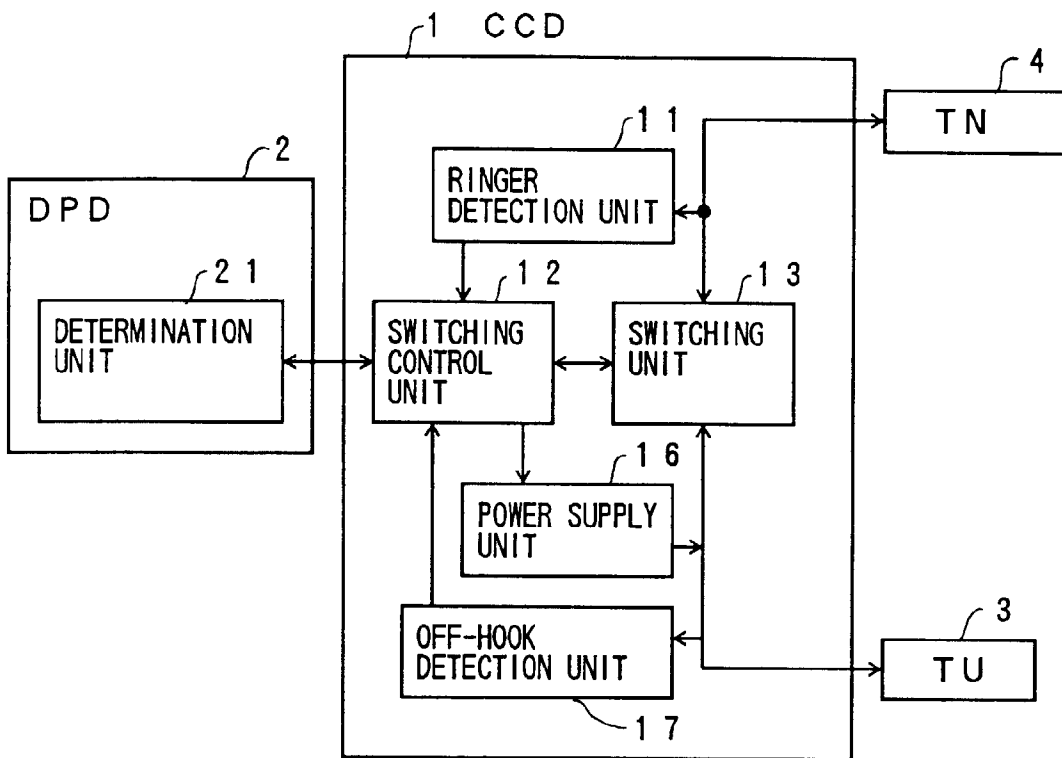 1 CCD
4
TN
11
RINGER
DETECTION UNIT
2
DPD
21
DETERMINATION
UNIT
12
SWITCHING
CONTROL
UNIT
13
SWITCHING
UNIT
16
POWER SUPPLY
UNIT
OFF-HOOK
DETECTION UNIT
17
3
TU